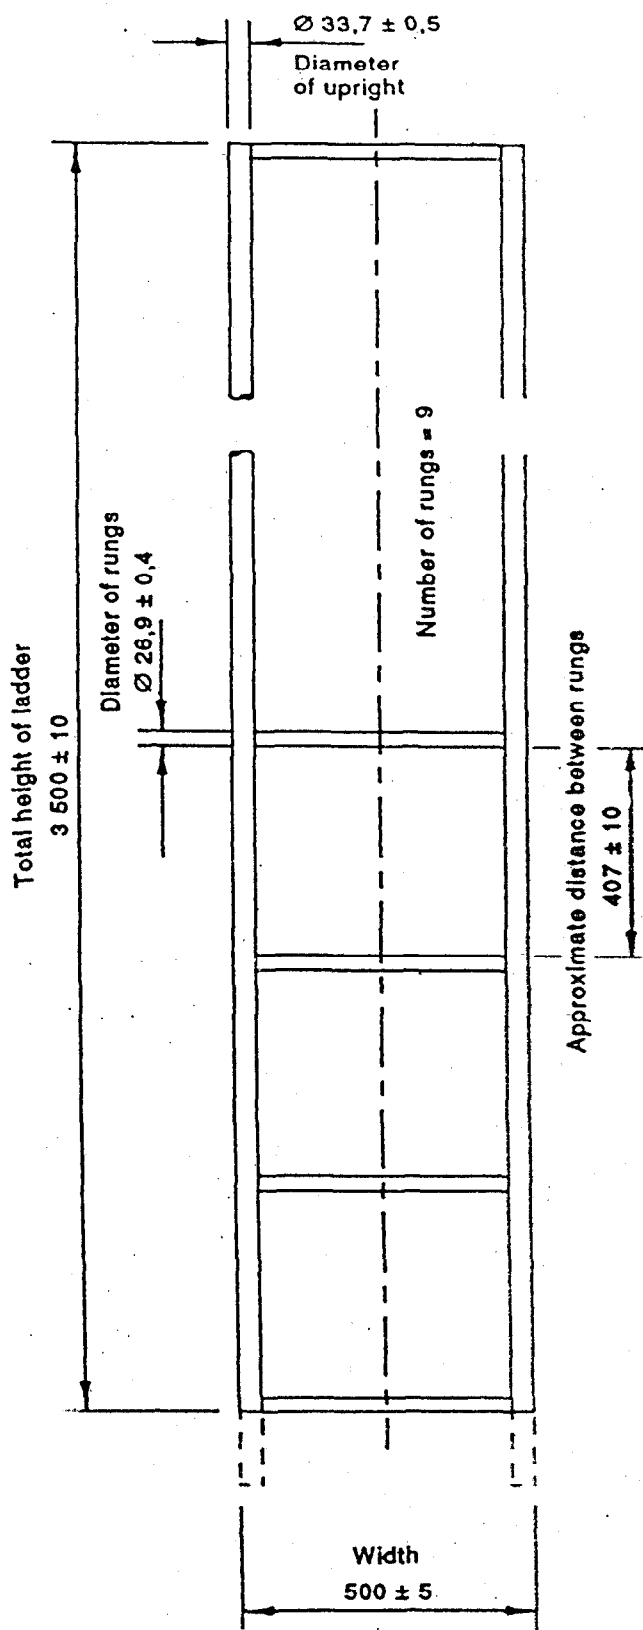 Ø 33,7 ± 0,5
Diameter
of upright
Total height of ladder
3 500 ± 10
Diameter of rungs
Ø 26,9 ± 0,4
Number of rungs = 9
Approximate distance between rungs
407 ± 10
Width
500 ± 5